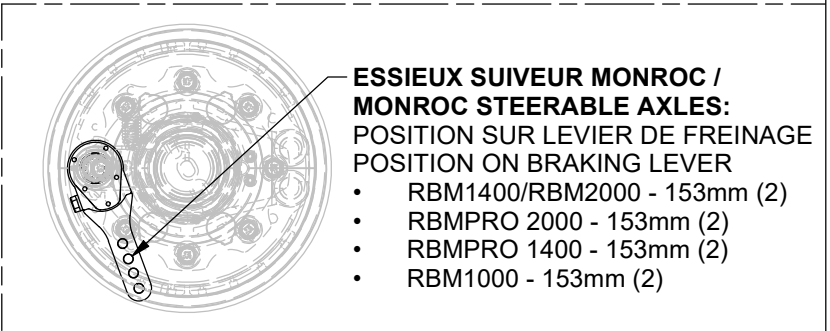 ESSIEUX SUIVEUR MONROC /
MONROC STEERABLE AXLES:
POSITION SUR LEVIER DE FREINAGE
POSITION ON BRAKING LEVER
• RBM1400/RBM2000 - 153mm (2)
• RBMPRO 2000 - 153mm (2)
• RBMPRO 1400 - 153mm (2)
• RBM1000 - 153mm (2)